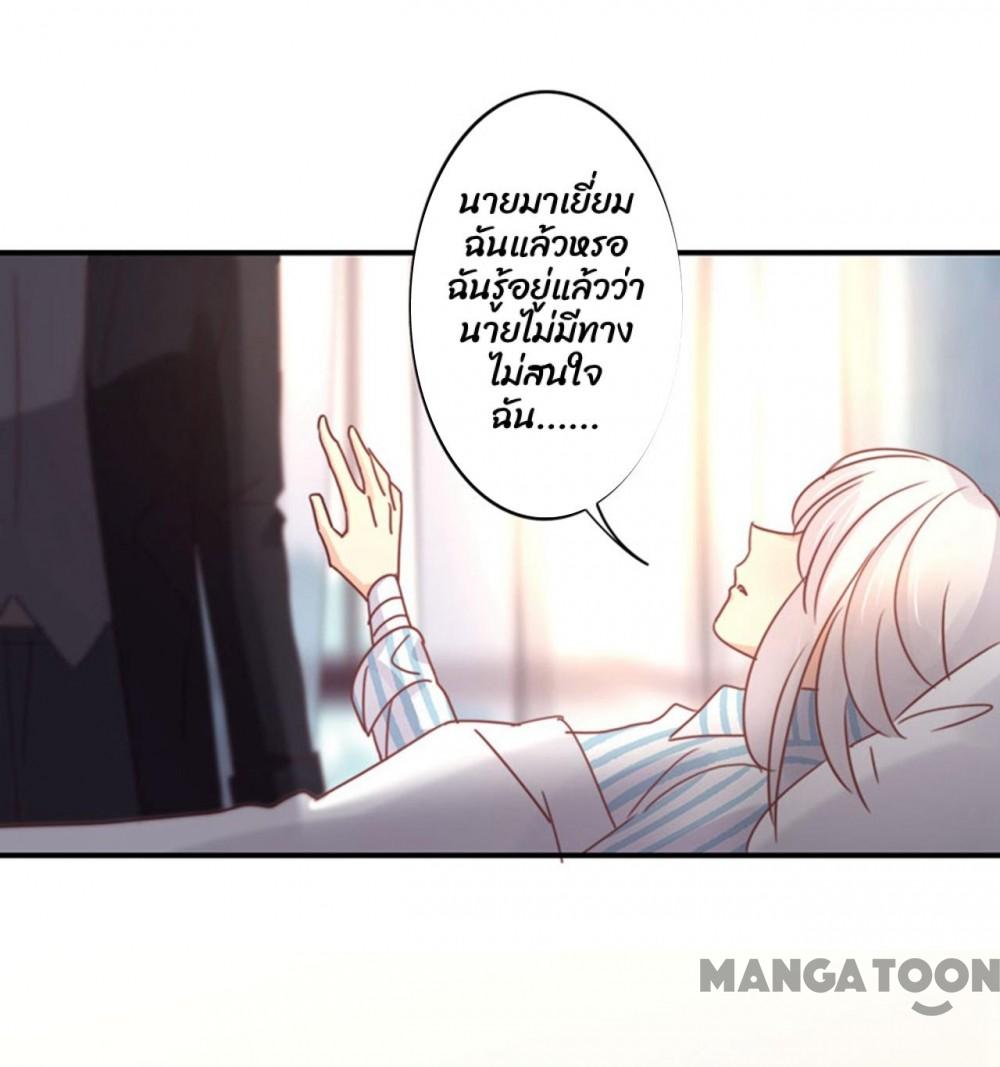 นายมาเยี่ยม
ฉันแล้วหรอ
ฉันรู้อยู่แล้วว่า
นายไม่มีทาง
ไม่สนใจ
ฉัน......
MANGA TOON